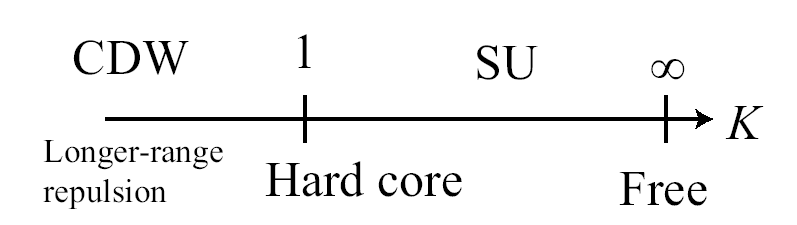 CDW
1
SU
∞
K
Longer-range
repulsion
Hard core
Free